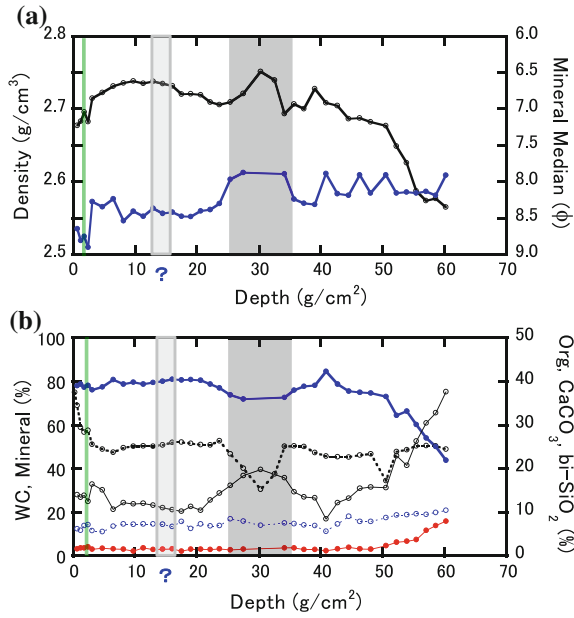 (a)
2.8
2.7
2.6
2.5
Density (g/cm3)
6.0
6.5
7.0
7.5
8.0
8.5
9.0
Mineral Median (ϕ)
0 10 20 30 40 50 60 70
?
Depth (g/cm2)
(b)
100
80
60
40
20
0
WC, Mineral (%)
50
40
30
20
10
0
Org, CaCO3, bi-SiO2 (%)
0 10 20 30 40 50 60 70
?
Depth (g/cm2)